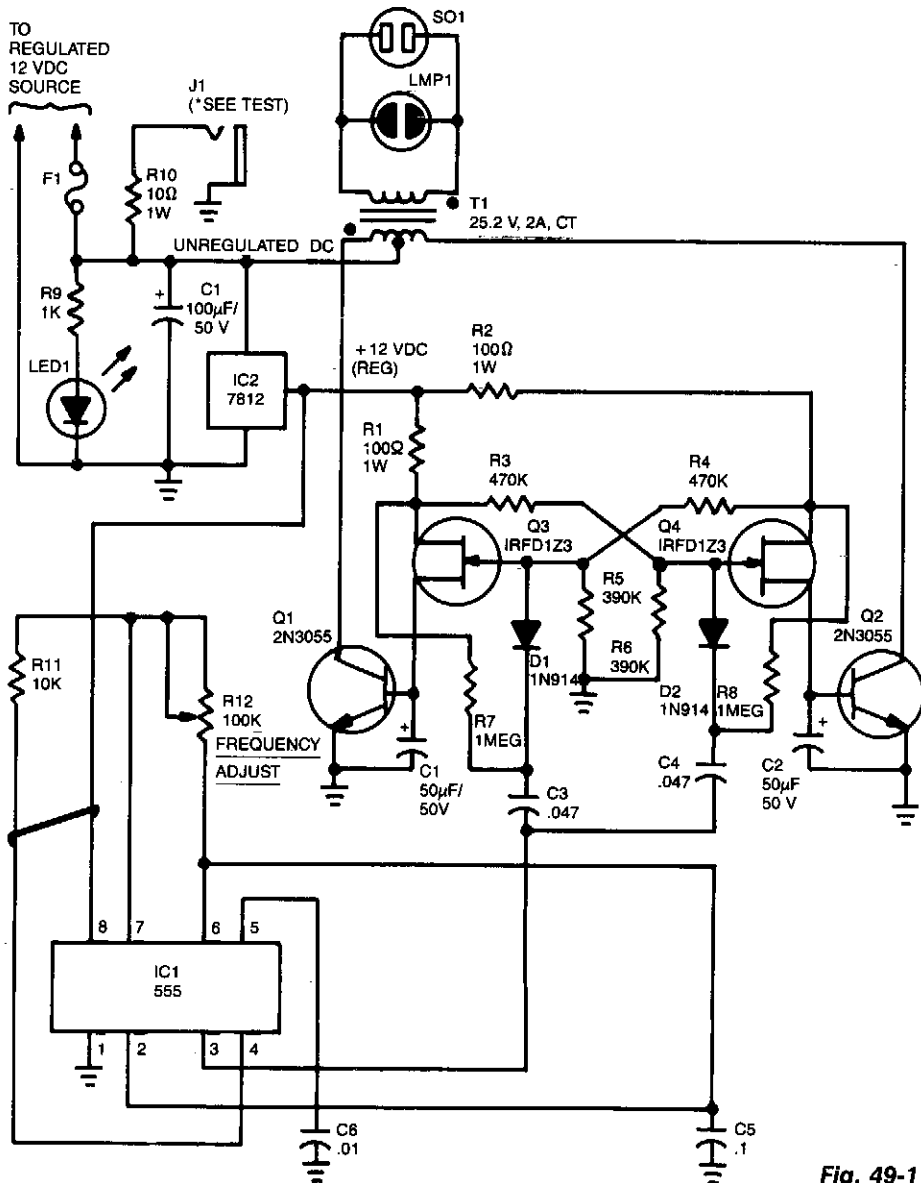 TO
REGULATED
12 VDC
SOURCE
J1
(*SEE TEST)
SO1
LMP1
F1
R10
10Ω
1W
T1
25.2 V, 2A, CT
UNREGULATED DC
R9
1K
C1
100µF/
50 V
+
LED1
IC2
7812
+12 VDC
(REG)
R2
100Ω
1W
R1
100Ω
1W
R3
470K
R4
470K
Q3
IRFD1Z3
Q4
IRFD1Z3
R5
390K
R6
390K
Q1
2N3055
Q2
2N3055
D1
1N914
D2
1N914
R7
1MEG
R8
1MEG
R11
10K
R12
100K
FREQUENCY
ADJUST
+
C1
50µF/
50V
C3
.047
C4
.047
+
C2
50µF
50 V
8
7
6
5
IC1
555
1
2
3
4
C6
.01
C5
.1
Fig. 49-1